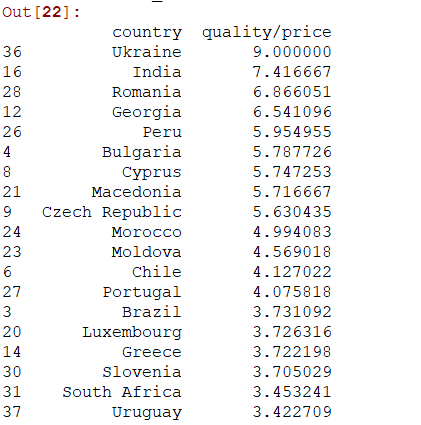 Out[22]:
country quality/price
36 Ukraine 9.000000
16 India 7.416667
28 Romania 6.866051
12 Georgia 6.541096
26 Peru 5.954955
4 Bulgaria 5.787726
8 Cyprus 5.747253
21 Macedonia 5.716667
9 Czech Republic 5.630435
24 Morocco 4.994083
23 Moldova 4.569018
6 Chile 4.127022
27 Portugal 4.075818
3 Brazil 3.731092
20 Luxembourg 3.726316
14 Greece 3.722198
30 Slovenia 3.705029
31 South Africa 3.453241
37 Uruguay 3.422709